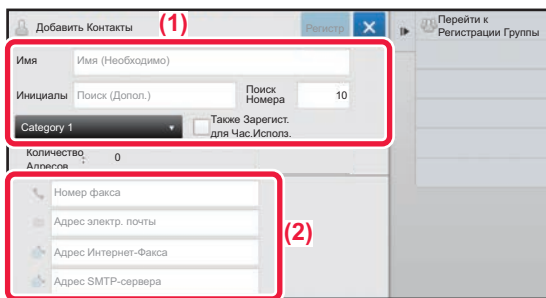 Добавить Контакты
(1)
Регистр
Перейти к
Регистрации Группы
Имя
Имя (Необходимо)
Инициалы
Поиск (Допол.)
Поиск
Номера
10
Category 1
Также Зарегист.
для Час.Исполз.
Количество
Адресов
:
0
Номер факса
Адрес электр. почты
(2)
Адрес Интернет-Факса
Адрес SMTP-сервера